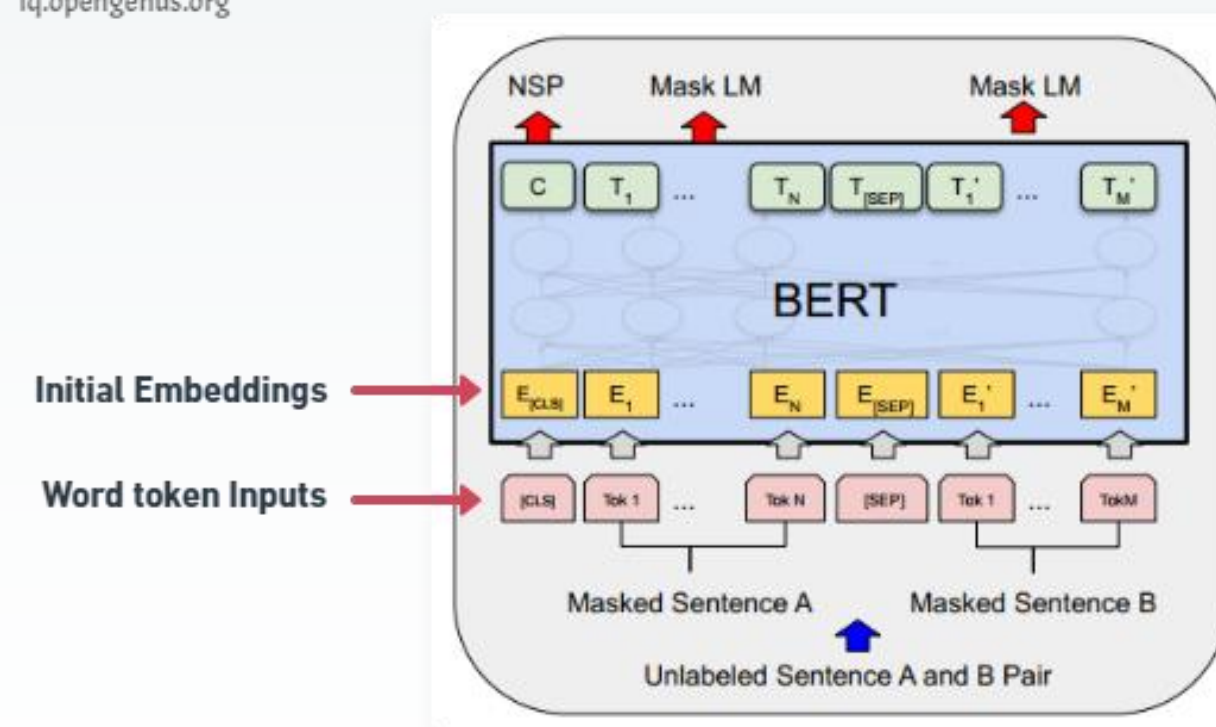 iq.opengenus.org
NSP Mask LM Mask LM
C T1 ... TN T[SEP] T1' ... TM'
BERT
Initial Embeddings
E[CLS] E1 ... EN E[SEP] E1' ... EM'
Word token Inputs
[CLS] Tok 1 ... Tok N [SEP] Tok 1 ... TokM
Masked Sentence A Masked Sentence B
Unlabeled Sentence A and B Pair